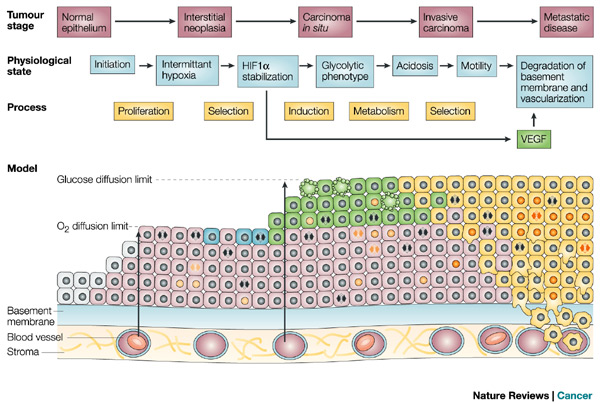 Tumour
stage
Normal
epithelium
Interstitial
neoplasia
Carcinoma
in situ
Invasive
carcinoma
Metastatic
disease
Physiological
state
Initiation
Intermittent
hypoxia
HIF1α
stabilization
Glycolytic
phenotype
Acidosis
Motility
Degradation of
basement
membrane and
vascularization
Process
Proliferation
Selection
Induction
Metabolism
Selection
VEGF
Model
Glucose diffusion limit
O2 diffusion limit
Basement
membrane
Blood vessel
Stroma
Nature Reviews | Cancer